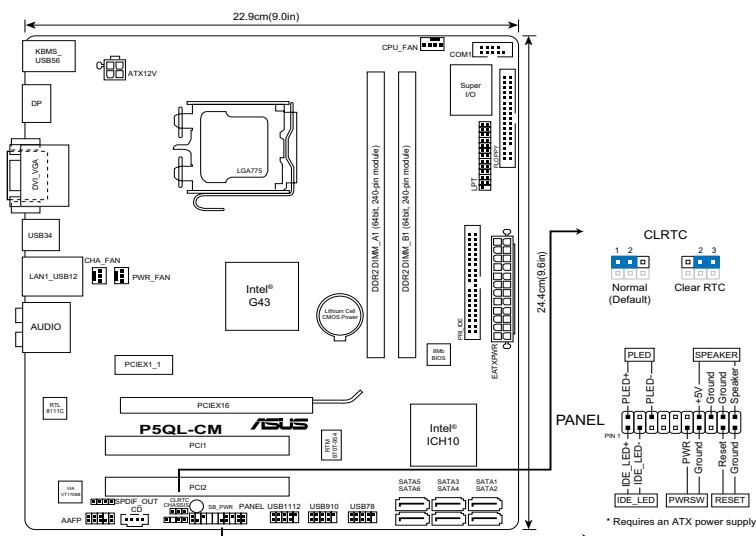 22.9cm(9.0in)
KBMS_
USB56
ATX12V
CPU_FAN
COM1
Super
I/O
DP
DVI_VGA
LGA775
DDR2 DIMM_A1 (64bit, 240-pin module)
DDR2 DIMM_B1 (64bit, 240-pin module)
LPT
FLOPPY
USB34
CHA_FAN
PWR_FAN
LAN1_USB12
AUDIO
Intel®
G43
Lithium Cell
CMOS Power
PRI_IDE
EATXPWR
24.4cm(9.6in)
8Mb
BIOS
PCIEX1_1
RTL
8111C
PCIEX16
P5QL-CM
ASUS
PCI1
RTM
870T-954
Intel®
ICH10
PCI2
VIA
VT1708B
SPDIF_OUT
CD
AAFP
CLRTC
CHASSIS
SB_PWR
PANEL
USB1112
USB910
USB78
SATA5
SATA6
SATA3
SATA4
SATA1
SATA2
CLRTC
1 2
2 3
Normal
(Default)
Clear RTC
PANEL
PLED
SPEAKER
PLED+
PLED-
+5V
Ground
Ground
Speaker
PIN 1
IDE_LED+
IDE_LED-
PWR
Ground
Reset
Ground
IDE_LED
PWRSW
RESET
* Requires an ATX power supply